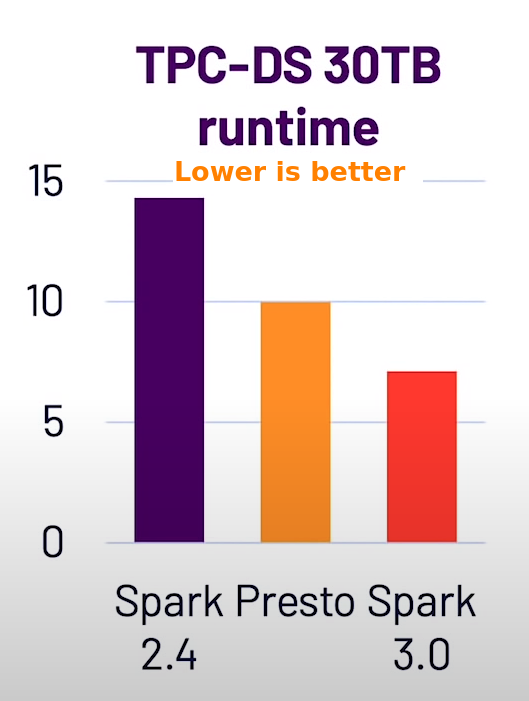 TPC-DS 30TB
runtime
Lower is better
15
10
5
0
Spark Presto Spark
2.4 3.0